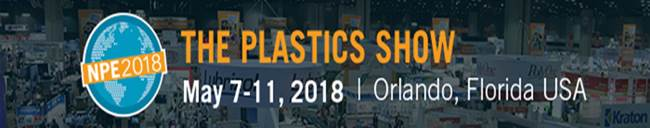 NPE2018
THE PLASTICS SHOW
May 7-11, 2018 | Orlando, Florida USA
Kraton